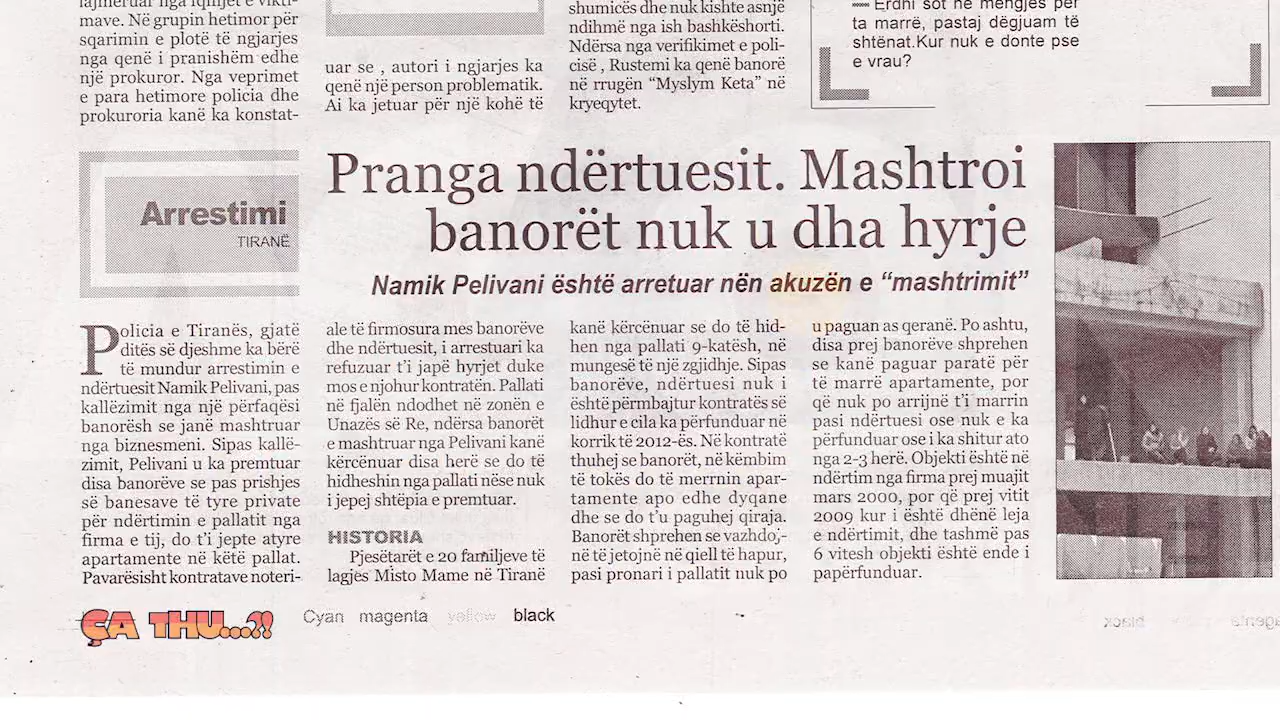 mave. Në grupin hetimor për
sqarimin e plotë të ngjarjes
nga qenë i pranishëm edhe
një prokuror. Nga veprimet
e para hetimore policia dhe
prokuroria kanë ka konstat-
uar se , autori i ngjarjes ka
qenë një person problematik.
Ai ka jetuar për një kohë të
shumicës dhe nuk kishte asnjë
ndihmë nga ish bashkëshorti.
Ndërsa nga verifikimet e poli-
cisë , Rustemi ka qenë banorë
në rrugën “Myslym Keta” në
kryeqytet.
Erdhi sot në mëngjes për
ta marrë, pastaj dëgjuam të
shtënat.Kur nuk e donte pse
e vrau?
Arrestimi
TIRANË
Pranga ndërtuesit. Mashtroi
banorët nuk u dha hyrje
Namik Pelivani është arretuar nën akuzën e “mashtrimit”
Policia e Tiranës, gjatë
ditës së djeshme ka bërë
të mundur arrestimin e
ndërtuesit Namik Pelivani, pas
kallëzimit nga një përfaqësi
banorësh se janë mashtruar
nga biznesmeni. Sipas kallë-
zimit, Pelivani u ka premtuar
disa banorëve se pas prishjes
së banesave të tyre private
për ndërtimin e pallatit nga
firma e tij, do t’i jepte atyre
apartamente në këtë pallat.
Pavarësisht kontratave noteri-
ale të firmosura mes banorëve
dhe ndërtuesit, i arrestuari ka
refuzuar t’i japë hyrjet duke
mos e njohur kontratën. Pallati
në fjalën ndodhet në zonën e
Unazës së Re, ndërsa banorët
e mashtruar nga Pelivani kanë
kërcënuar disa herë se do të
hidheshin nga pallati nëse nuk
i jepej shtëpia e premtuar.
HISTORIA
Pjesëtarët e 20 familjeve të
lagjes Misto Mame në Tiranë
kanë kërcënuar se do të hid-
hen nga pallati 9-katësh, në
mungesë të një zgjidhje. Sipas
banorëve, ndërtuesi nuk i
është përmbajtur kontratës së
lidhur e cila ka përfunduar në
korrik të 2012-ës. Në kontratë
thuhej se banorët, në këmbim
të tokës do të merrnin apar-
tamente apo edhe dyqane
dhe se do t’u paguhej qiraja.
Banorët shprehen se vazhdo,-
në të jetojnë në qiell të hapur,
pasi pronari i pallatit nuk po
u paguan as qeranë. Po ashtu,
disa prej banorëve shprehen
se kanë paguar paratë për
të marrë apartamente, por
që nuk po arrijnë t’i marrin
pasi ndërtuesi ose nuk e ka
përfunduar ose i ka shitur ato
nga 2-3 herë. Objekti është në
ndërtim nga firma prej muajit
mars 2000, por që prej vitit
2009 kur i është dhënë leja
e ndërtimit, dhe tashmë pas
6 vitesh objekti është ende i
papërfunduar.
ÇA THU...?!
Cyan magenta yellow black